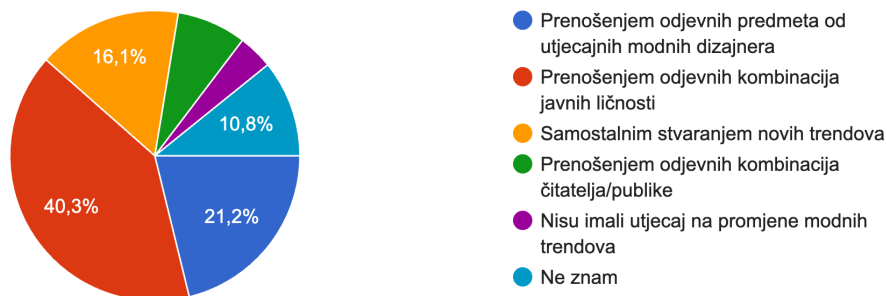 16,1%
10,8%
40,3%
21,2%
Prenošenjem odjevnih predmeta od
utjecajnih modnih dizajnera
Prenošenjem odjevnih kombinacija
javnih ličnosti
Samostalnim stvaranjem novih trendova
Prenošenjem odjevnih kombinacija
čitatelja/publike
Nisu imali utjecaj na promjene modnih
trendova
Ne znam